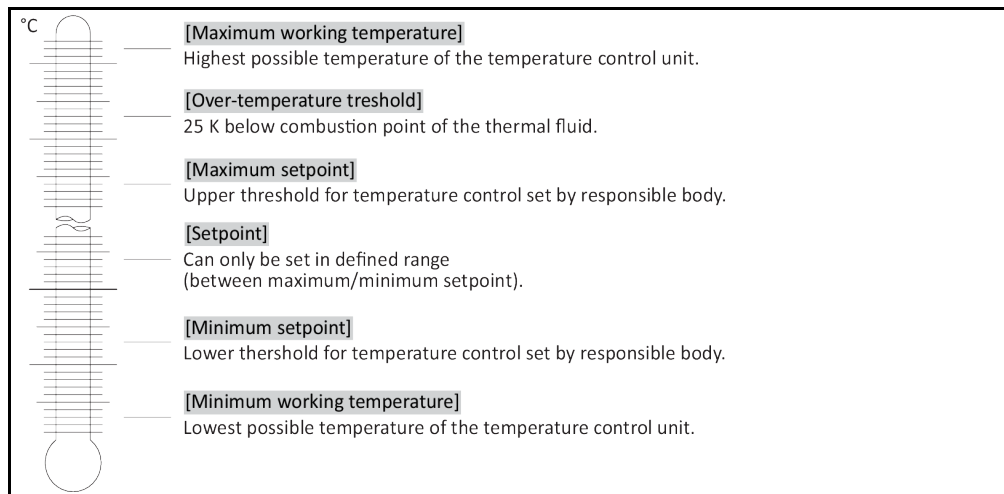 °C
[Maximum working temperature]
Highest possible temperature of the temperature control unit.
[Over-temperature treshold]
25 K below combustion point of the thermal fluid.
[Maximum setpoint]
Upper threshold for temperature control set by responsible body.
[Setpoint]
Can only be set in defined range
(between maximum/minimum setpoint).
[Minimum setpoint]
Lower thershold for temperature control set by responsible body.
[Minimum working temperature]
Lowest possible temperature of the temperature control unit.